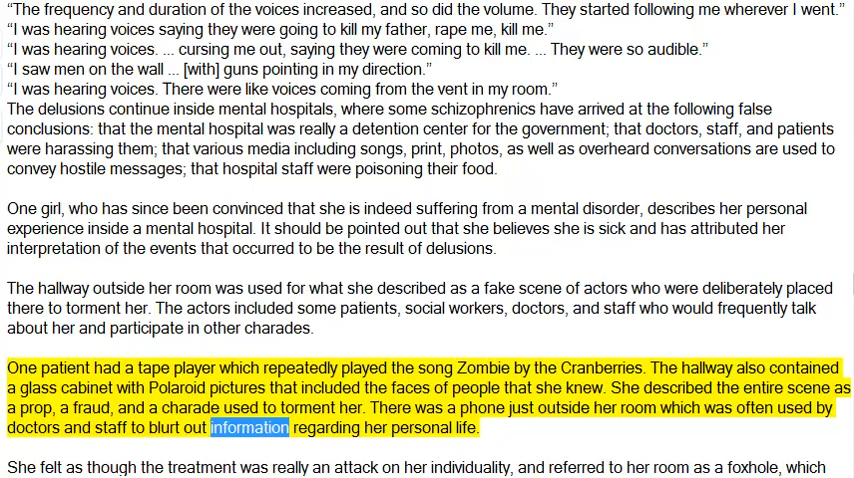 “The frequency and duration of the voices increased, and so did the volume. They started following me wherever I went.”
“I was hearing voices saying they were going to kill my father, rape me, kill me.”
“I was hearing voices. ... cursing me out, saying they were coming to kill me. ... They were so audible.”
“I saw men on the wall ... [with] guns pointing in my direction.”
“I was hearing voices. There were like voices coming from the vent in my room.”
The delusions continue inside mental hospitals, where some schizophrenics have arrived at the following false
conclusions: that the mental hospital was really a detention center for the government; that doctors, staff, and patients
were harassing them; that various media including songs, print, photos, as well as overheard conversations are used to
convey hostile messages; that hospital staff were poisoning their food.
One girl, who has since been convinced that she is indeed suffering from a mental disorder, describes her personal
experience inside a mental hospital. It should be pointed out that she believes she is sick and has attributed her
interpretation of the events that occurred to be the result of delusions.
The hallway outside her room was used for what she described as a fake scene of actors who were deliberately placed
there to torment her. The actors included some patients, social workers, doctors, and staff who would frequently talk
about her and participate in other charades.
One patient had a tape player which repeatedly played the song Zombie by the Cranberries. The hallway also contained
a glass cabinet with Polaroid pictures that included the faces of people that she knew. She described the entire scene as
a prop, a fraud, and a charade used to torment her. There was a phone just outside her room which was often used by
doctors and staff to blurt out information regarding her personal life.
She felt as though the treatment was really an attack on her individuality, and referred to her room as a foxhole, which